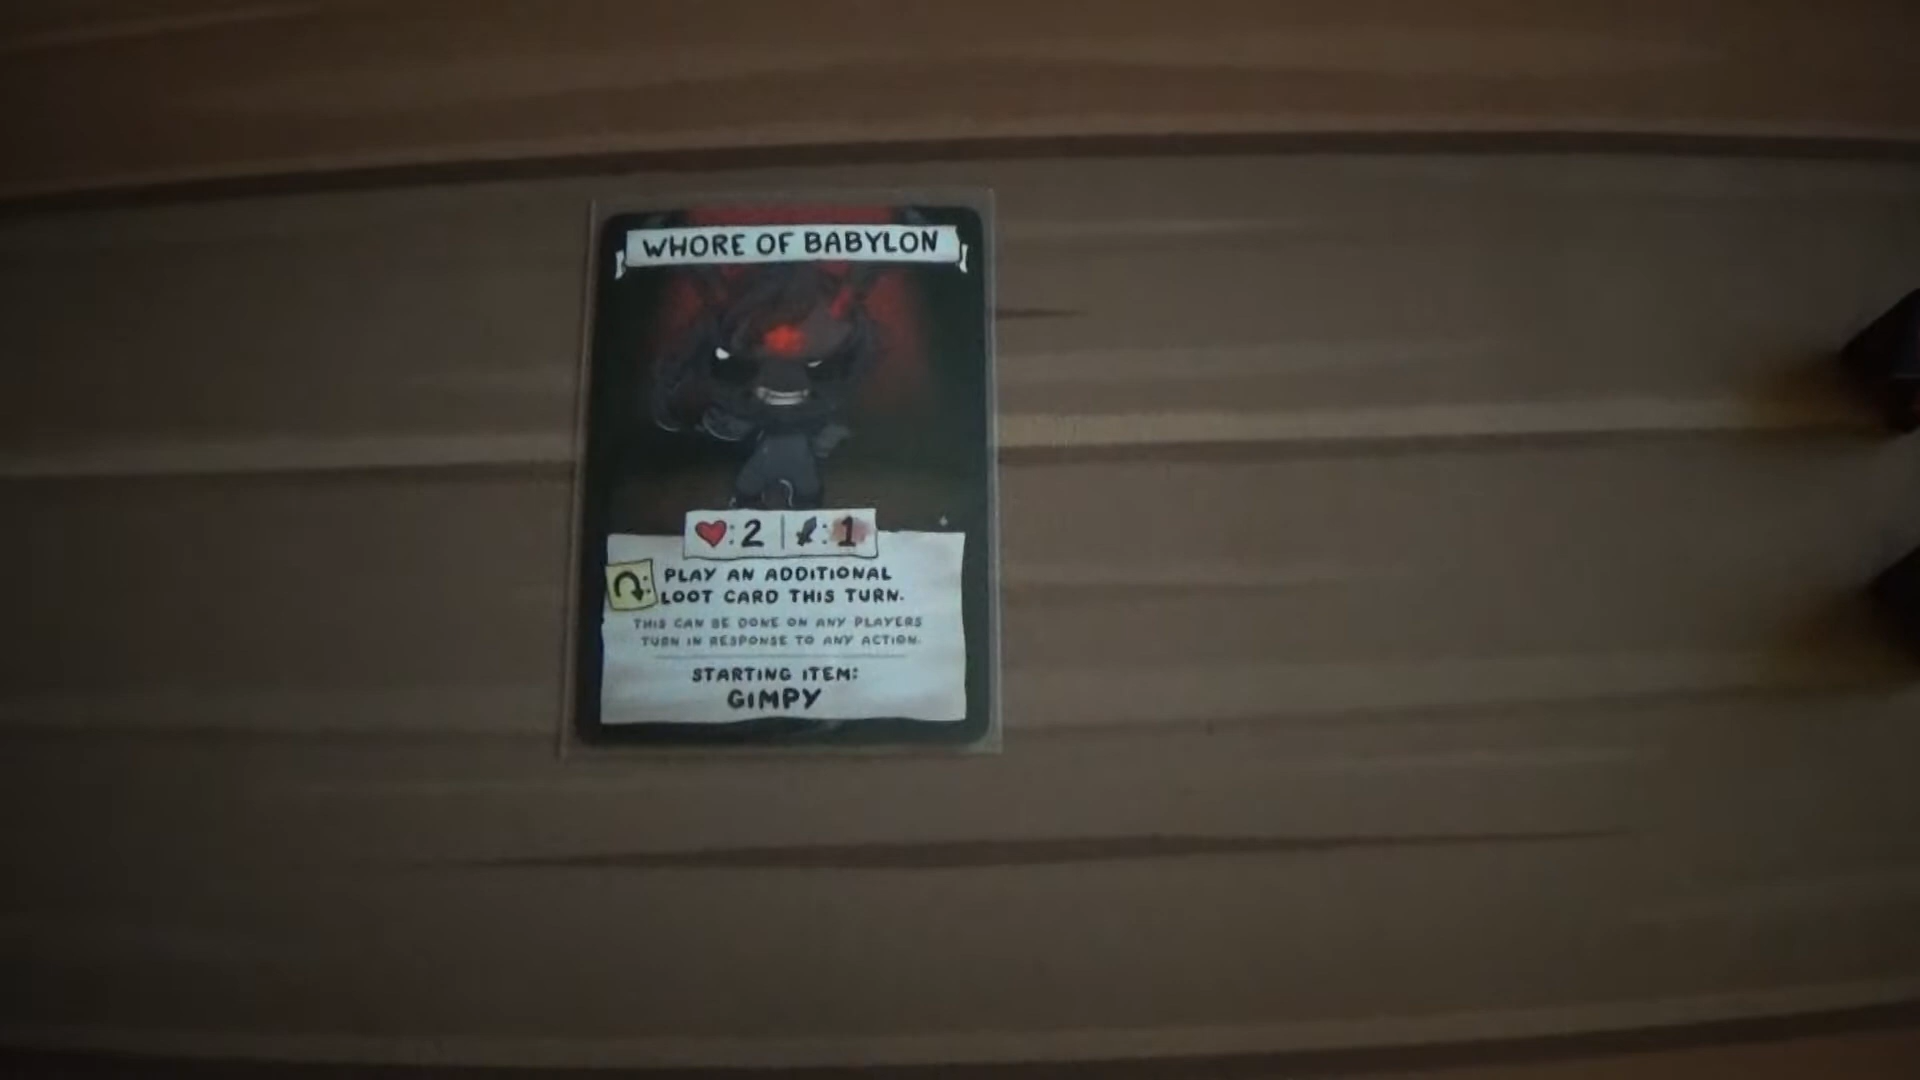 WHORE OF BABYLON
:2 | :1
PLAY AN ADDITIONAL
LOOT CARD THIS TURN.
THIS CAN BE DONE ON ANY PLAYERS
TURN IN RESPONSE TO ANY ACTION.
STARTING ITEM:
GIMPY